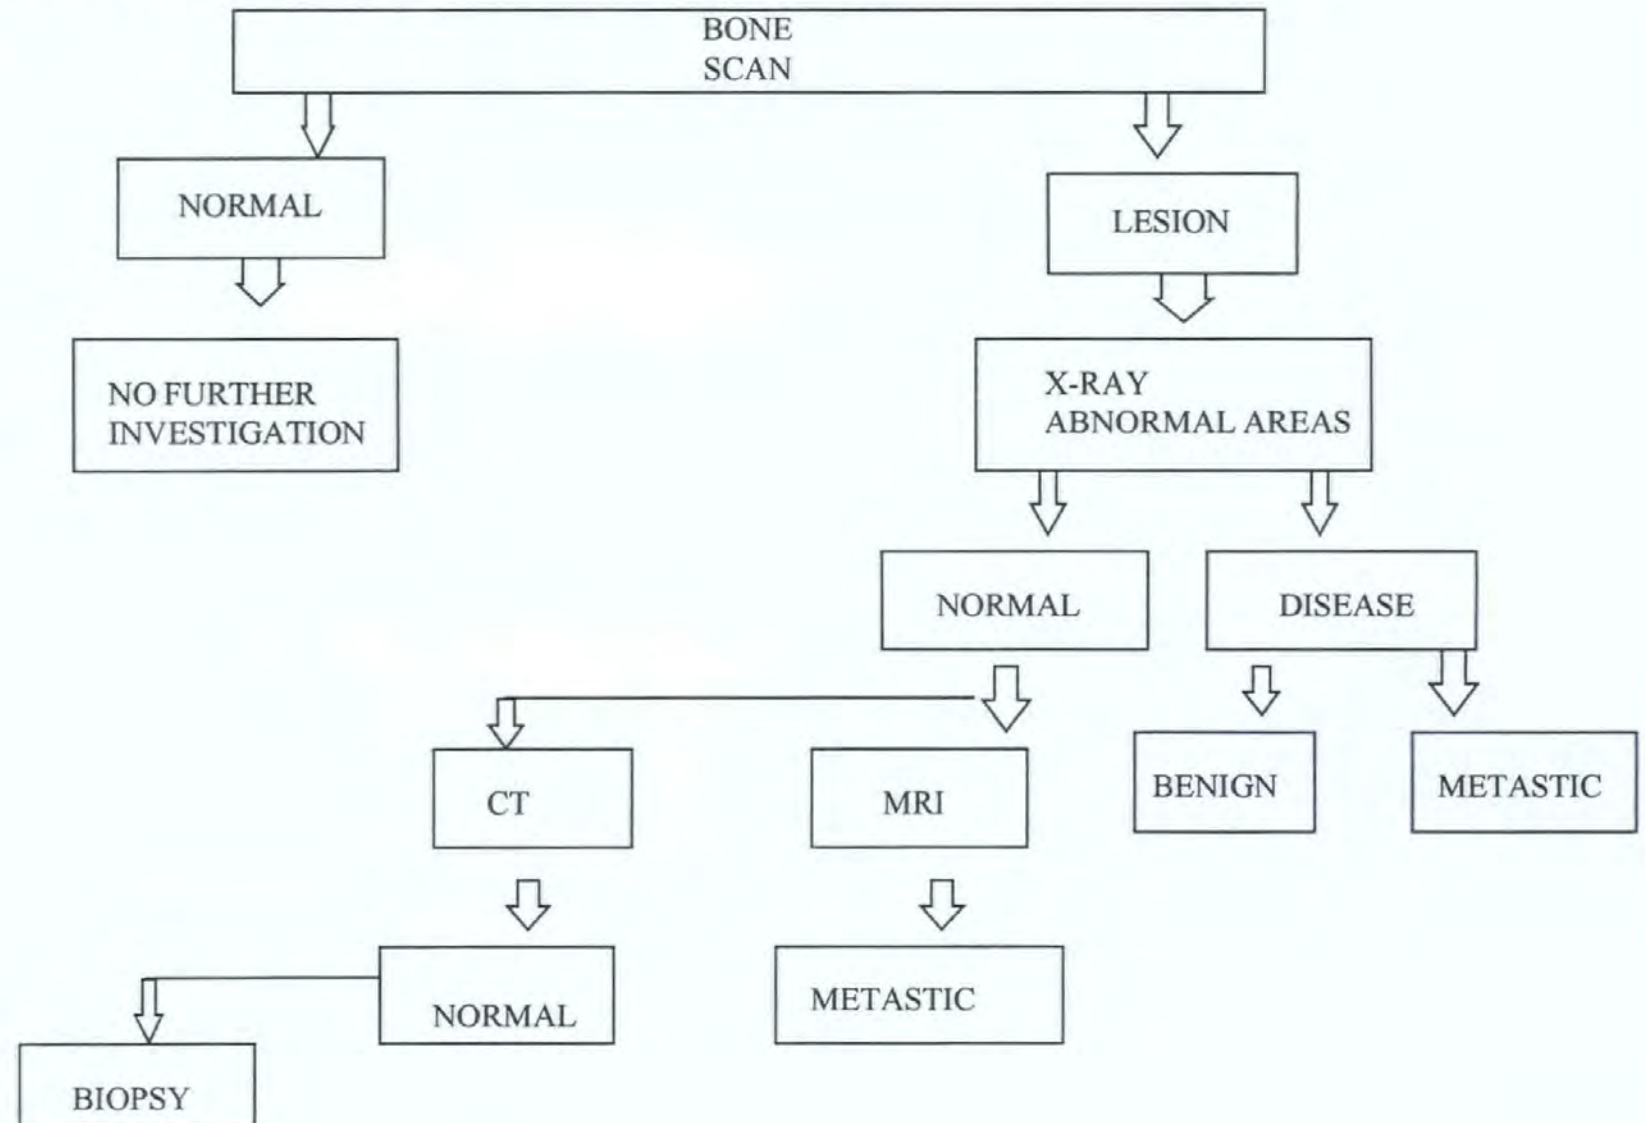 BONE
SCAN
NORMAL
LESION
NO FURTHER
INVESTIGATION
X-RAY
ABNORMAL AREAS
NORMAL
DISEASE
CT
MRI
BENIGN
METASTIC
NORMAL
METASTIC
BIOPSY